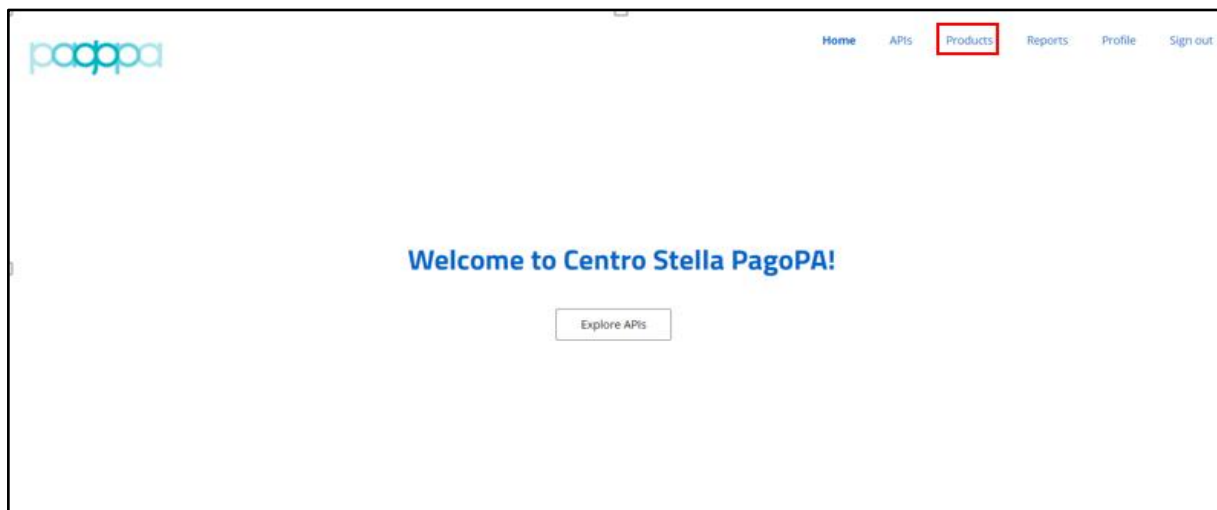 pagopa
Home APIs Products Reports Profile Sign out
Welcome to Centro Stella PagoPA!
Explore APIs